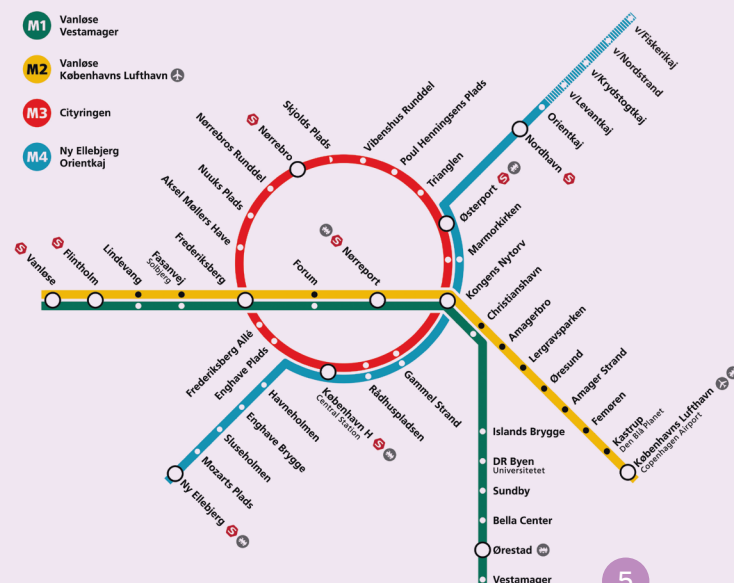 M1
Vanløse
Vestamager
M2
Vanløse
Københavns Lufthavn
M3
Cityringen
M4
Ny Ellebjerg
Orientkaj
v/Fiskerikaj
v/Nordstrand
v/Krydstogtkaj
v/Levantkaj
Orientkaj
S
Nordhavn
S
Østerport
Marmorkirken
Kongens Nytorv
Trianglen
Poul Henningsens Plads
Vibenshus Runddel
Skjolds Plads
S
Nørrebro
Nørrebros Runddel
Nuuks Plads
Aksel Møllers Have
Frederiksberg
S
Vanløse
S
Flintholm
Lindevang
Fasanvej
Solbjerg
Forum
S
Nørreport
Christianshavn
Amagerbro
Lergravsparken
Øresund
Amager Strand
Femøren
Kastrup
Den Blå Planet
Københavns Lufthavn
Copenhagen Airport
Frederiksberg Allé
Enghave Plads
København H
Central Station
S
Rådhuspladsen
Gammel Strand
Havneholmen
Enghave Brygge
Sluseholmen
Mozarts Plads
Ny Ellebjerg
S
Islands Brygge
DR Byen
Universitetet
Sundby
Bella Center
Ørestad
Vestamager
5